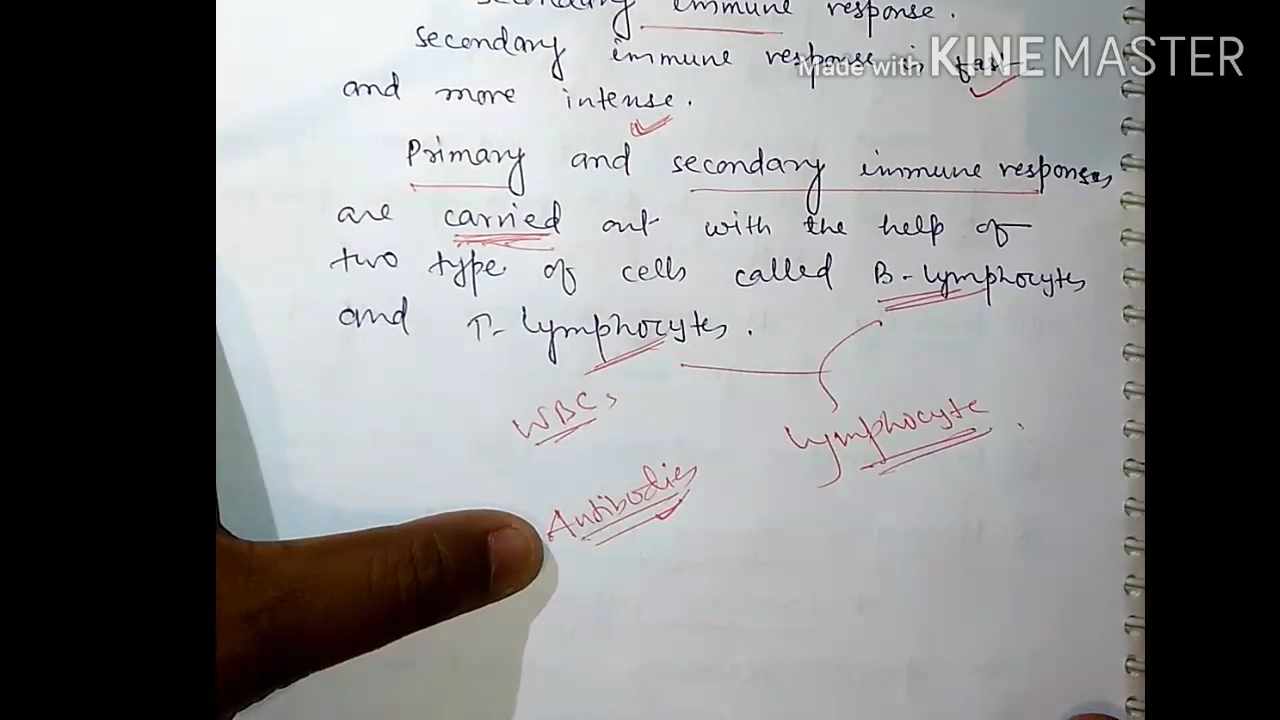 secondary immune response.
secondary immune response is fast
Made with KINEMASTER
and more intense.
Primary and secondary immune responses
are carried out with the help of
two type of cells called B-lymphocytes
and T-lymphocytes.
WBCs
lymphocyte
Antibodies